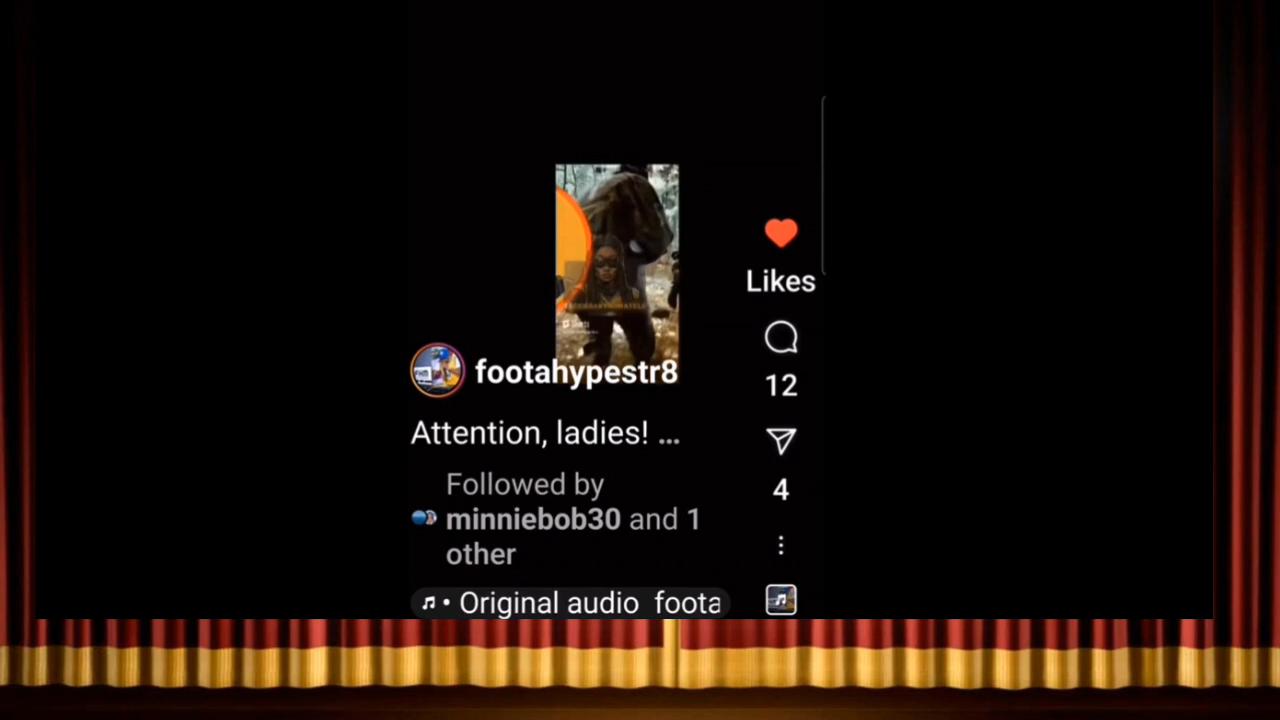 Likes
footahypestr8
12
Attention, ladies! ...
4
Followed by
minniebob30 and 1
other
• Original audio foota